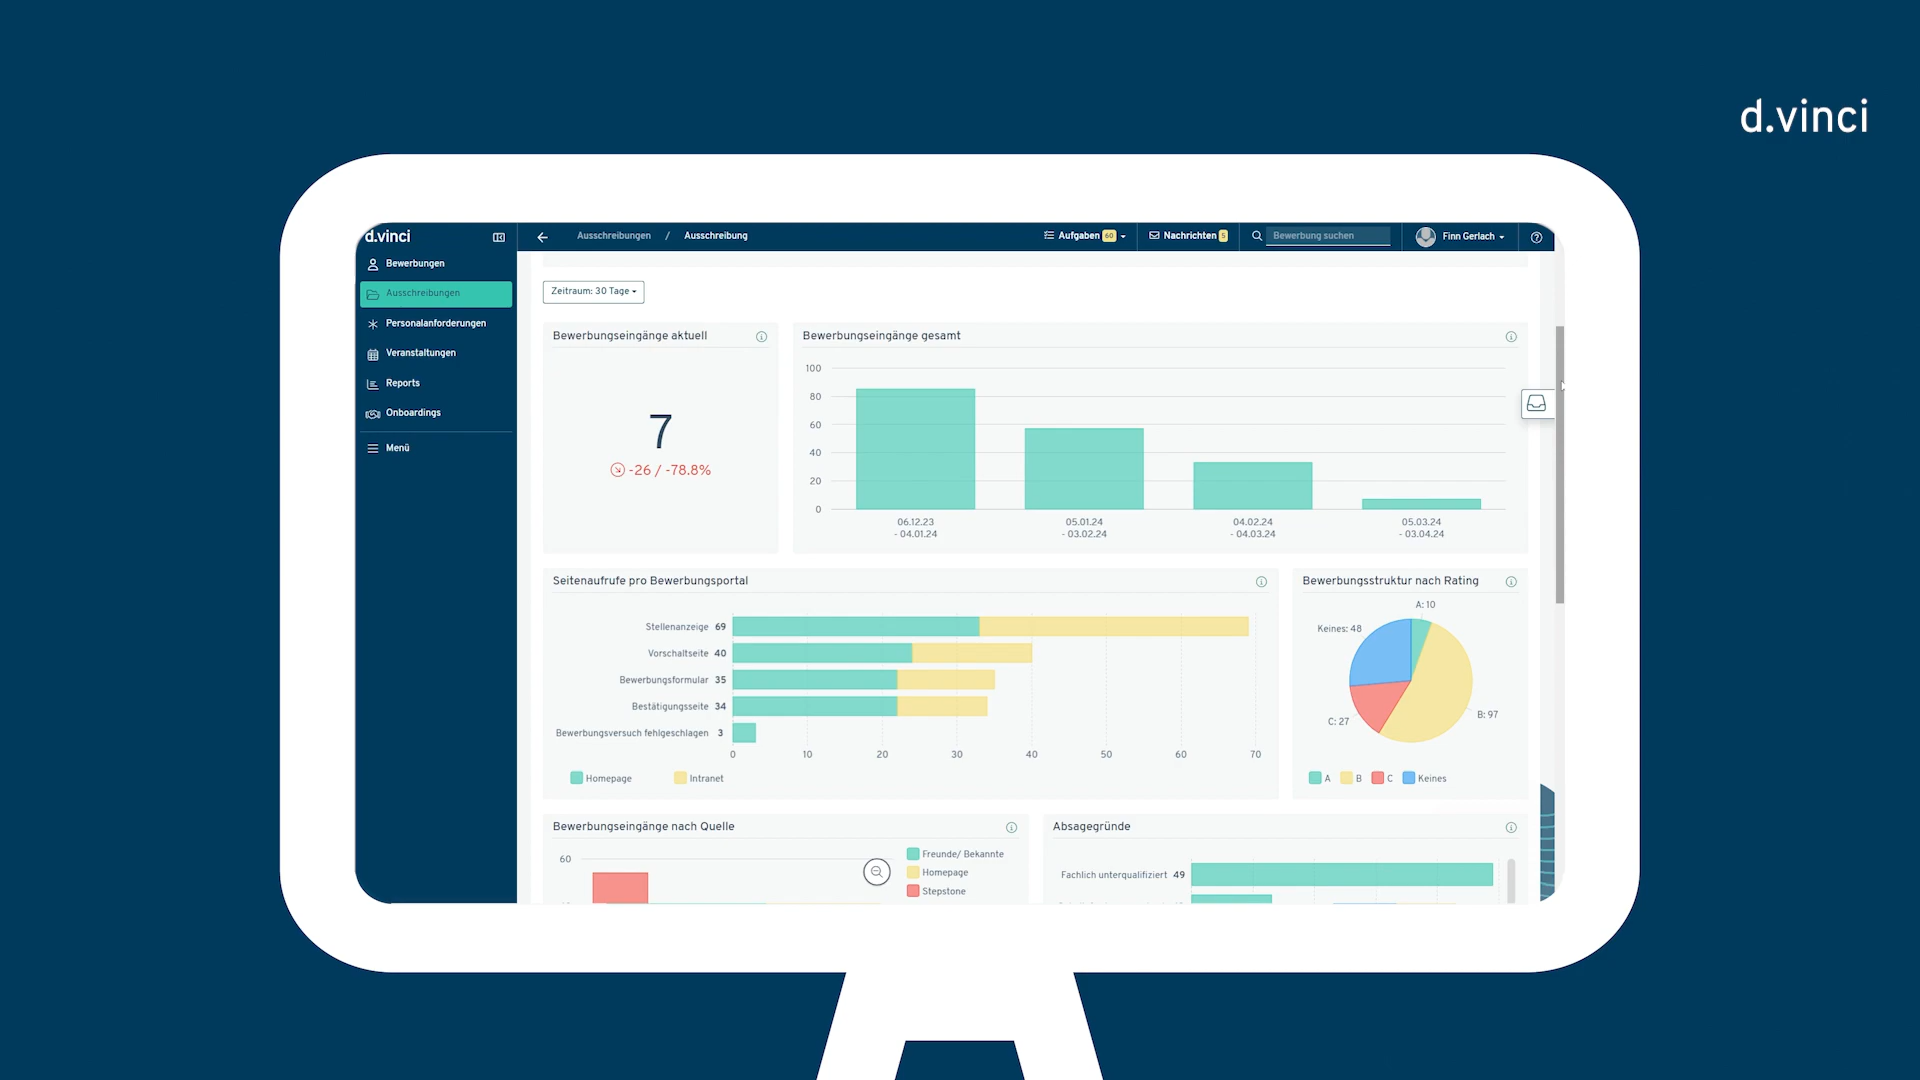 d.vinci
d.vinci
Ausschreibungen / Ausschreibung
Aufgaben 60
Nachrichten 5
Bewerbung suchen
Finn Gerlach
Bewerbungen
Ausschreibungen
Personalanforderungen
Veranstaltungen
Reports
Onboardings
Menü
Zeitraum: 30 Tage
Bewerbungseingänge aktuell
7
-26 / -78.8%
Bewerbungseingänge gesamt
100
80
60
40
20
0
06.12.23
- 04.01.24
05.01.24
- 03.02.24
04.02.24
- 04.03.24
05.03.24
- 03.04.24
Seitenaufrufe pro Bewerbungsportal
Stellenanzeige 69
Vorschaltseite 40
Bewerbungsformular 35
Bestätigungsseite 34
Bewerbungsversuch fehlgeschlagen 3
0 10 20 30 40 50 60 70
Homepage Intranet
Bewerbungsstruktur nach Rating
A: 10
Keines: 48
B: 97
C: 27
A B C Keines
Bewerbungseingänge nach Quelle
60
Freunde/ Bekannte
Homepage
Stepstone
Absagegründe
Fachlich unterqualifiziert 49